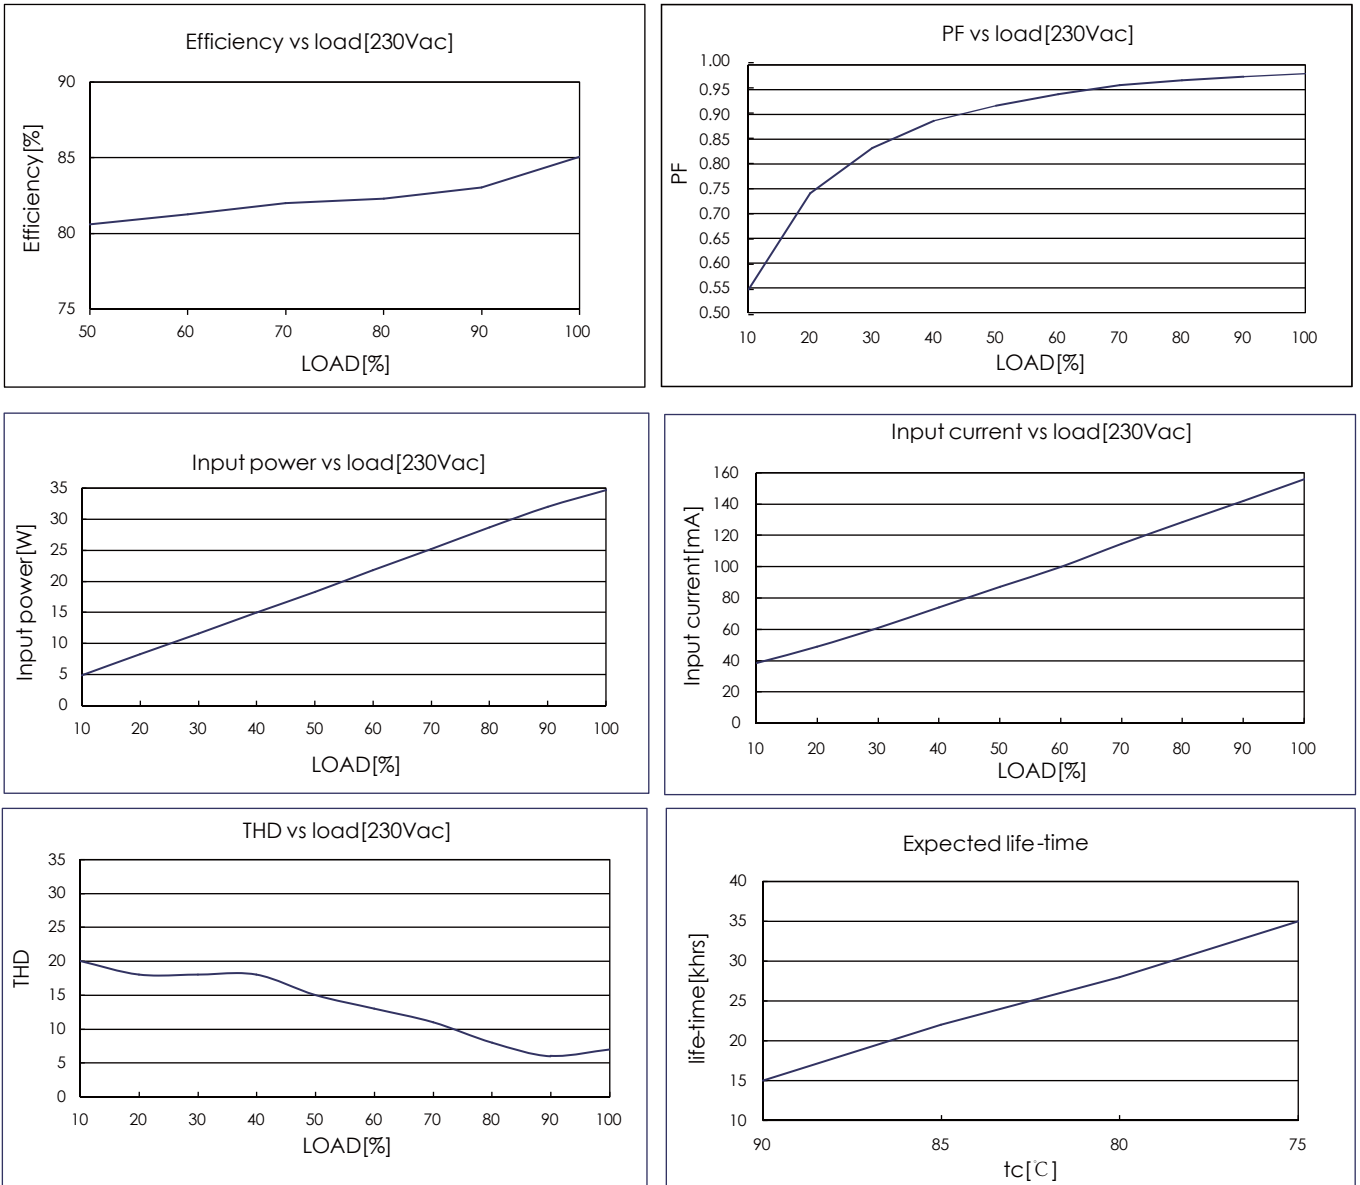 Efficiency vs load[230Vac]
90
85
80
75
Efficiency[%]
50 60 70 80 90 100
LOAD[%]
PF vs load[230Vac]
1.00
0.95
0.90
0.85
0.80
0.75
0.70
0.65
0.60
0.55
0.50
PF
10 20 30 40 50 60 70 80 90 100
LOAD[%]
Input power vs load[230Vac]
35
30
25
20
15
10
5
0
Input power[W]
10 20 30 40 50 60 70 80 90 100
LOAD[%]
Input current vs load[230Vac]
160
140
120
100
80
60
40
20
0
Input current[mA]
10 20 30 40 50 60 70 80 90 100
LOAD[%]
THD vs load[230Vac]
35
30
25
20
15
10
5
0
THD
10 20 30 40 50 60 70 80 90 100
LOAD[%]
Expected life-time
40
35
30
25
20
15
10
life-time[khrs]
90 85 80 75
tc[℃]